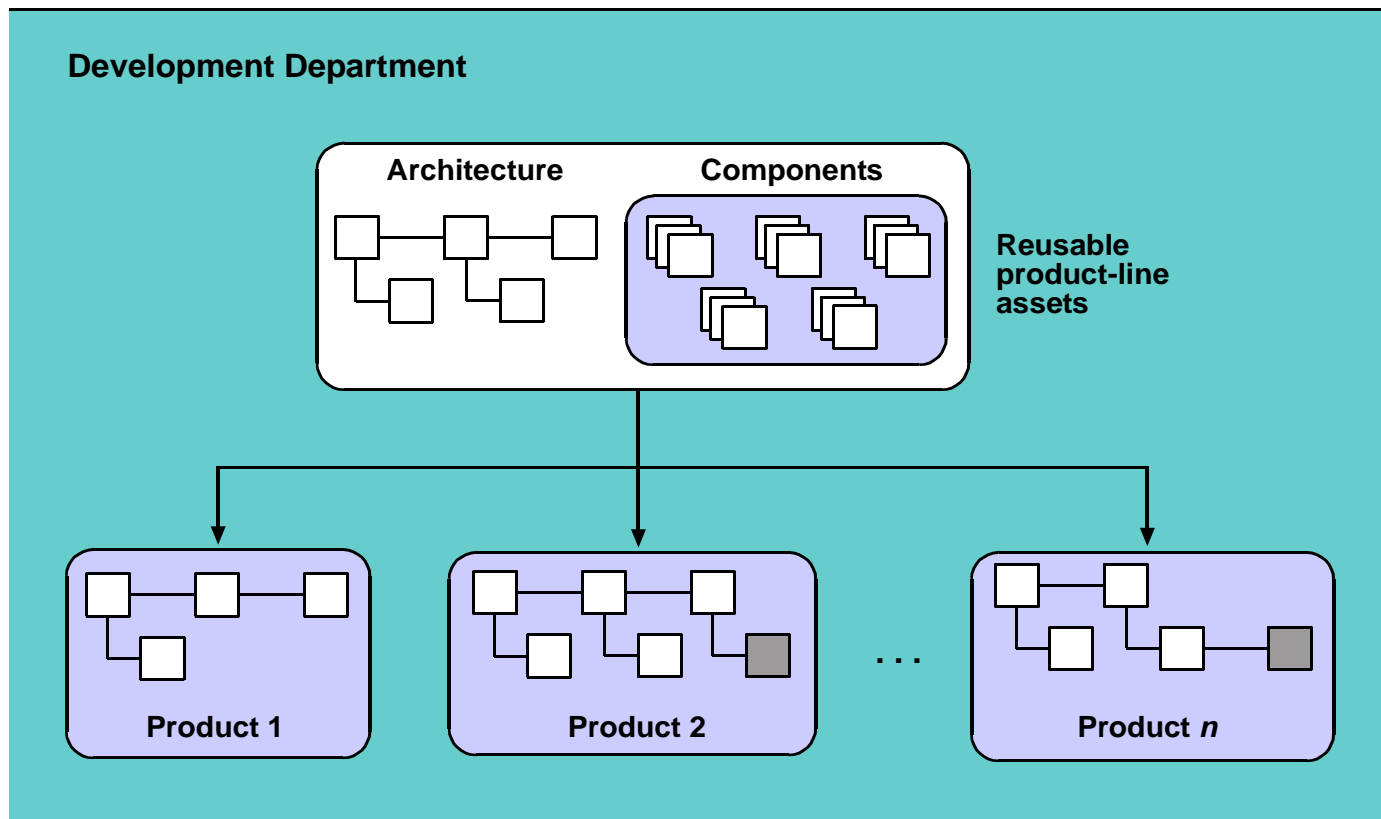 Development Department
Architecture
Components
Reusable
product-line
assets
. . .
Product 1
Product 2
Product n